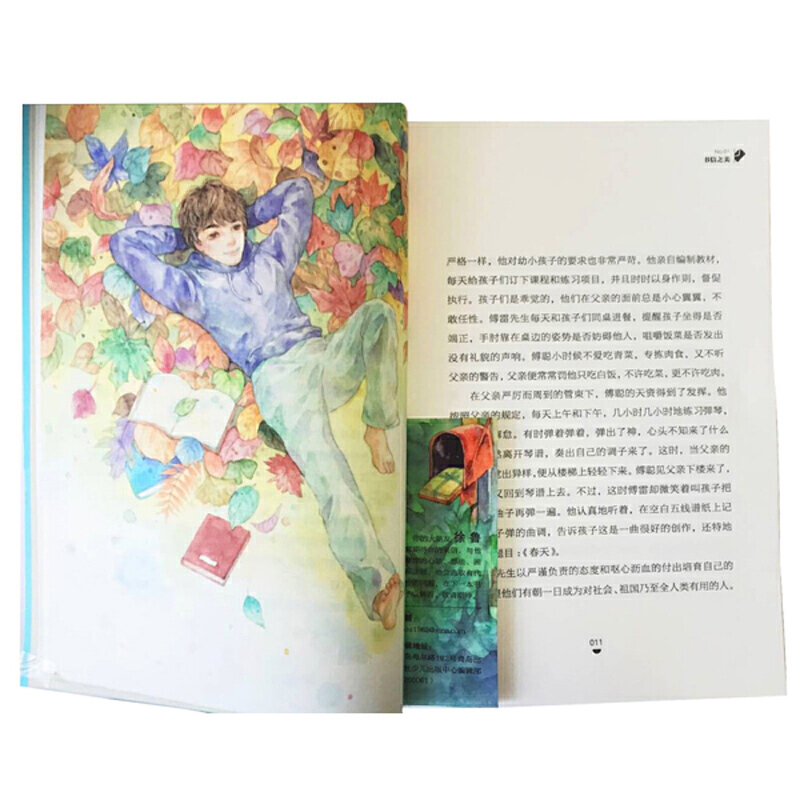 No.01
书信之美
严格一样，他对幼小孩子的要求也非常严苛。他亲自编制教材，
每天给孩子们订下课程和练习项目，并且时时以身作则，督促
执行。孩子们是乖觉的，他们在父亲的面前总是小心翼翼，不
敢任性。傅雷先生每天和孩子们同桌进餐，提醒孩子坐得是否
端正，手肘靠在桌边的姿势是否妨碍他人，咀嚼饭菜是否发出
没有礼貌的声响。傅聪小时候不爱吃青菜，专拣肉食，又不听
父亲的警告，父亲便常常罚他只吃白饭，不许吃菜，更不许吃肉。
在父亲严厉而周到的管束下，傅聪的天资得到了发挥。他
按照父亲的规定，每天上午和下午，几小时几小时地练习弹琴，
懈怠。有时弹着弹着，弹出了神，心头不知来了什么
离开琴谱，奏出自己的调子来了。这时，当父亲的
出异样，便从楼梯上轻轻下来。傅聪见父亲下楼来了，
又回到琴谱上去。不过，这时傅雷却微笑着叫孩子把
曲子再弹一遍。他认真地听着，在空白五线谱纸上记
子弹的曲调，告诉孩子这是一曲很好的创作，还特地
题目：《春天》。
先生以严谨负责的态度和呕心沥血的付出培育自己的
他们有朝一日成为对社会、祖国乃至全人类有用的人。
011
你的大朋友 徐鲁